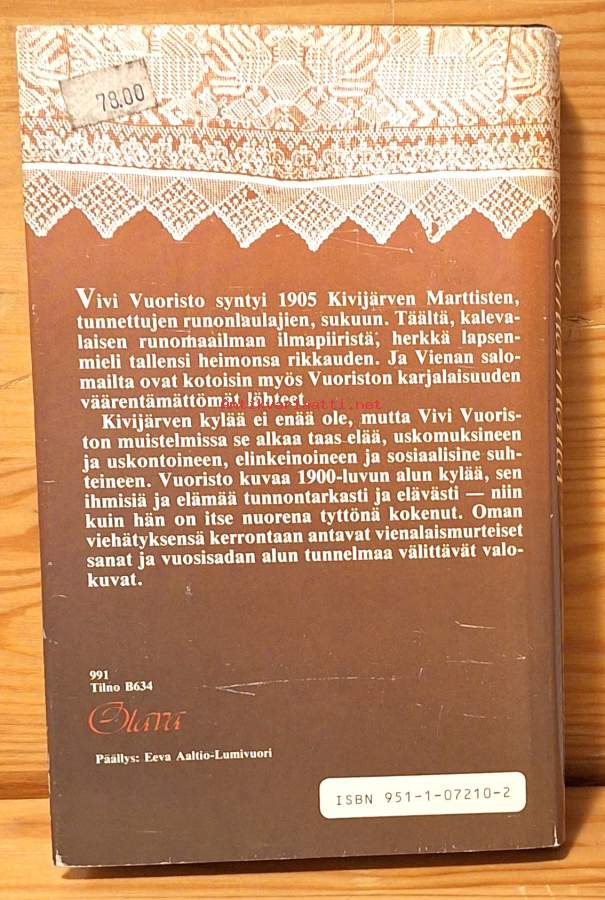 78.00
Vivi Vuoristo syntyi 1905 Kivijärven Marttisten,
tunnettujen runonlaulajien, sukuun. Täältä, kaleva-
laisen runomaailman ilmapiiristä, herkkä lapsen-
mieli tallensi heimonsa rikkauden. Ja Vienan salo-
mailta ovat kotoisin myös Vuoriston karjalaisuuden
väärentämättömät lähteet.
Kivijärven kylää ei enää ole, mutta Vivi Vuoris-
ton muistelmissa se alkaa taas elää, uskomuksineen
ja uskontoineen, elinkeinoineen ja sosiaalisine suh-
teineen. Vuoristo kuvaa 1900-luvun alun kylää, sen
ihmisiä ja elämää tunnontarkasti ja elävästi — niin
kuin hän on itse nuorena tyttönä kokenut. Oman
viehätyksensä kerrontaan antavat vienalaismurteiset
sanat ja vuosisadan alun tunnelmaa välittävät valo-
kuvat.
991
Tilno B634
Otava
Päällys: Eeva Aaltio-Lumivuori
ISBN 951-1-07210-2